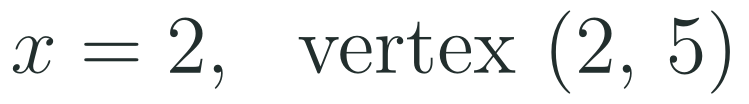 x = 2, vertex (2, 5)